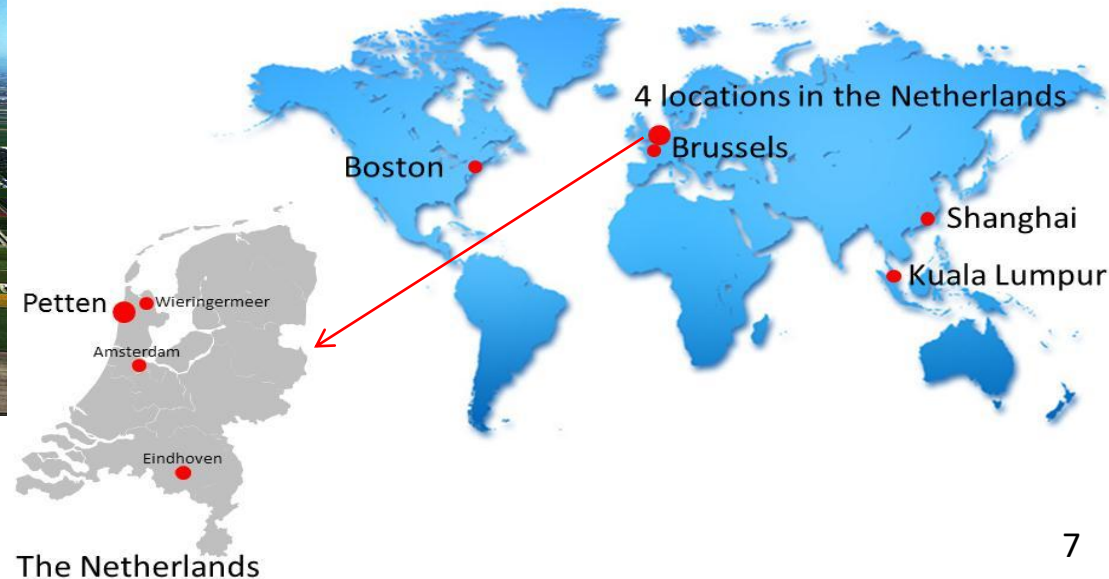 4 locations in the Netherlands
Brussels
Boston
Shanghai
Kuala Lumpur
Petten
Wieringermeer
Amsterdam
Eindhoven
The Netherlands
7